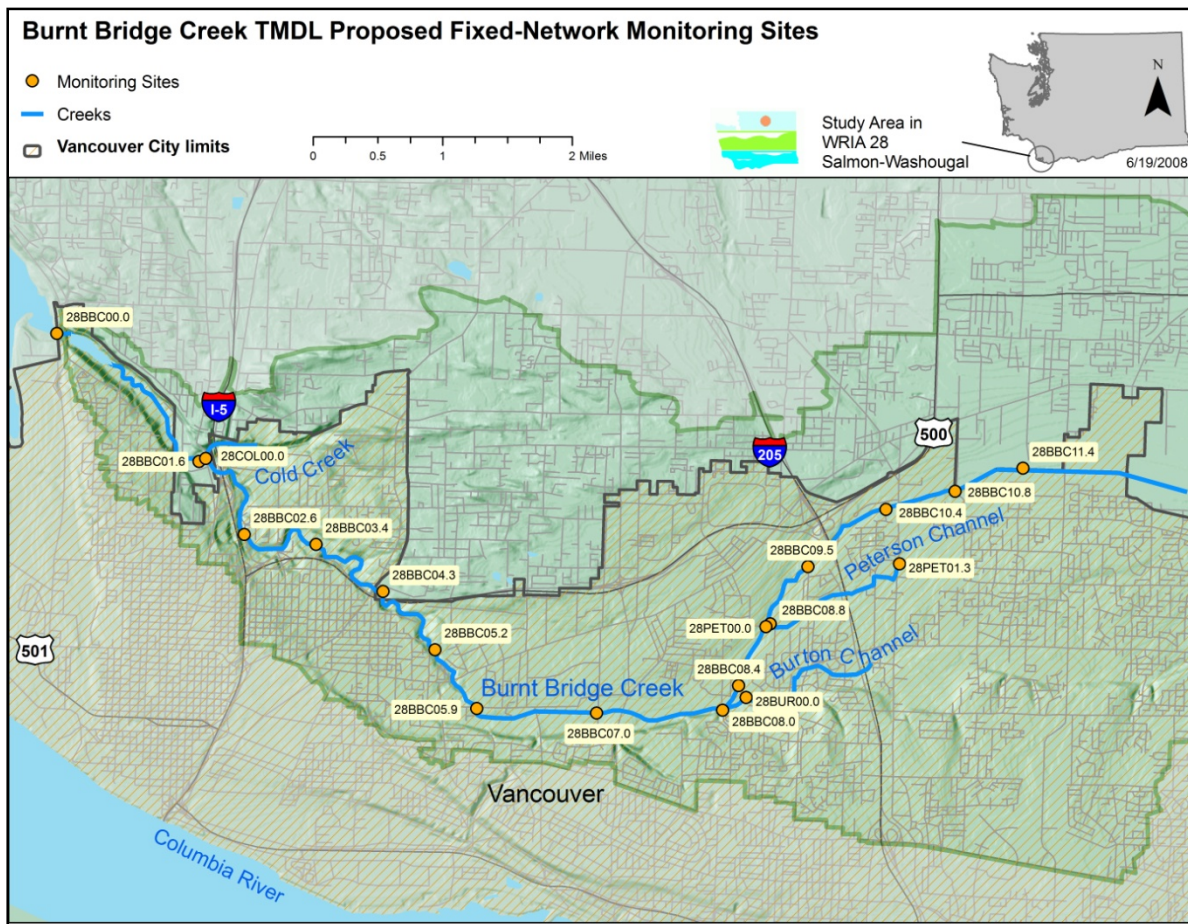 Burnt Bridge Creek TMDL Proposed Fixed-Network Monitoring Sites
Monitoring Sites
Creeks
Vancouver City limits
0 0.5 1 2 Miles
Study Area in
WRIA 28
Salmon-Washougal
N
6/19/2008
28BBC00.0
I-5
28BBC01.6
28COL00.0
Cold Creek
28BBC02.6
28BBC03.4
28BBC04.3
28BBC05.2
28BBC05.9
Burnt Bridge Creek
28BBC07.0
28BBC08.0
28BUR00.0
28BBC08.4
Burton Channel
28PET00.0
28BBC08.8
28BBC09.5
Peterson Channel
28PET01.3
28BBC10.4
28BBC10.8
28BBC11.4
205
500
501
Vancouver
Columbia River